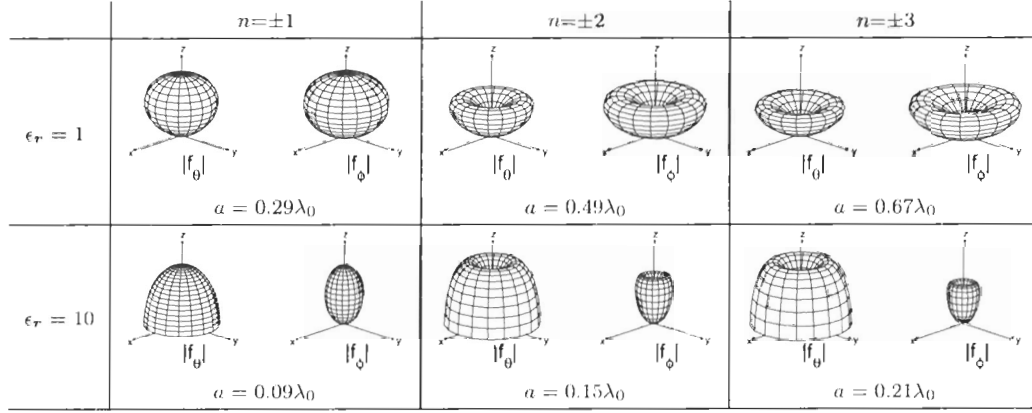 n=±1 n=±2 n=±3
z z z z z z
ϵr = 1
x y x y x y x y x y x y
|fθ| |fϕ| |fθ| |fϕ| |fθ| |fϕ|
a = 0.29λ0 a = 0.49λ0 a = 0.67λ0
z z z z z z
ϵr = 10
x y x y x y x y x y x y
|fθ| |fϕ| |fθ| |fϕ| |fθ| |fϕ|
a = 0.09λ0 a = 0.15λ0 a = 0.21λ0